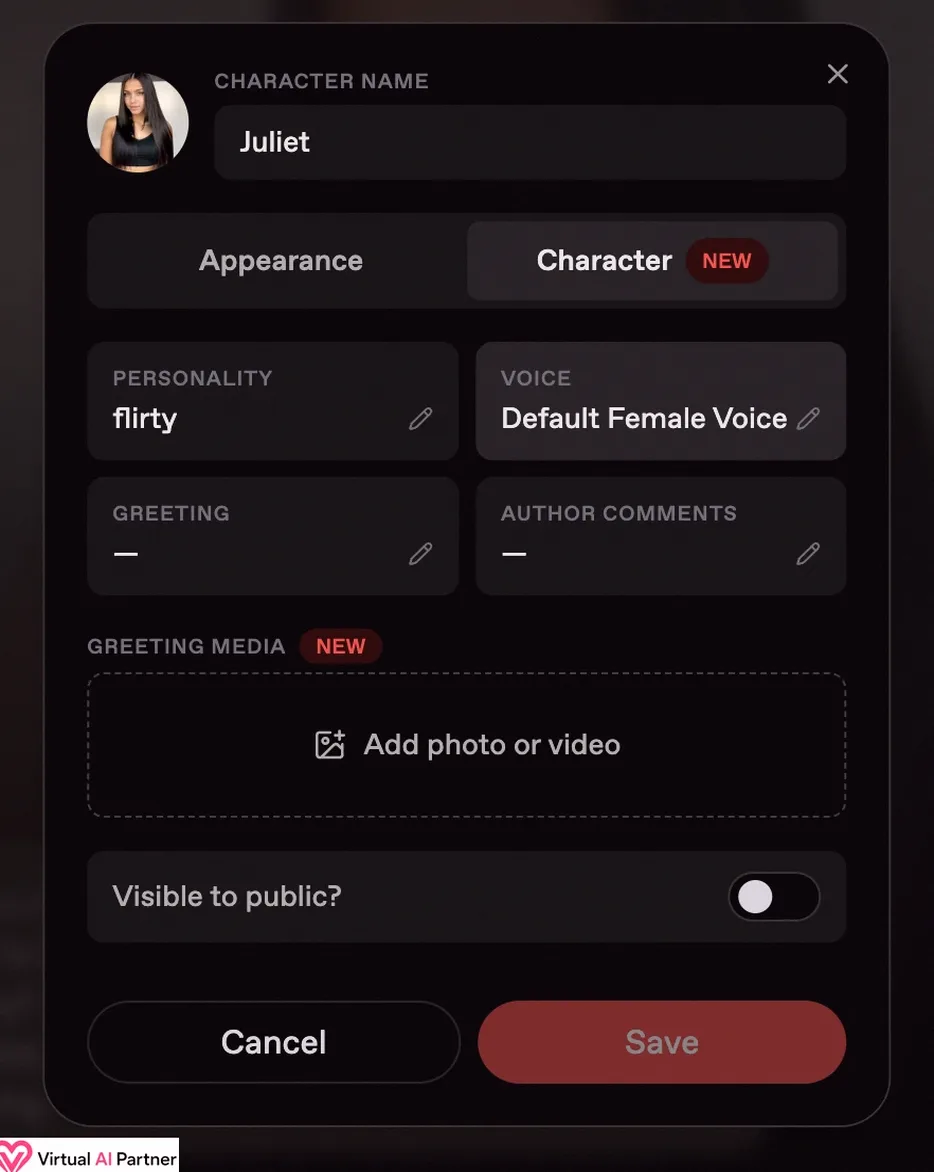 CHARACTER NAME
Juliet
Appearance
Character NEW
PERSONALITY
flirty
VOICE
Default Female Voice
GREETING
—
AUTHOR COMMENTS
—
GREETING MEDIA NEW
Add photo or video
Visible to public?
Cancel
Save
Virtual AI Partner